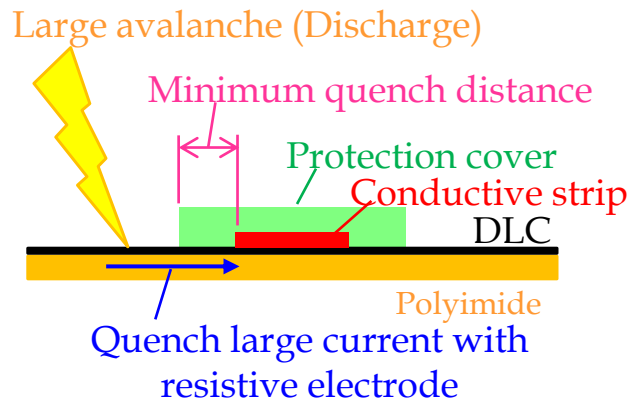 Large avalanche (Discharge)
Minimum quench distance
Protection cover
Conductive strip
DLC
Polyimide
Quench large current with
resistive electrode